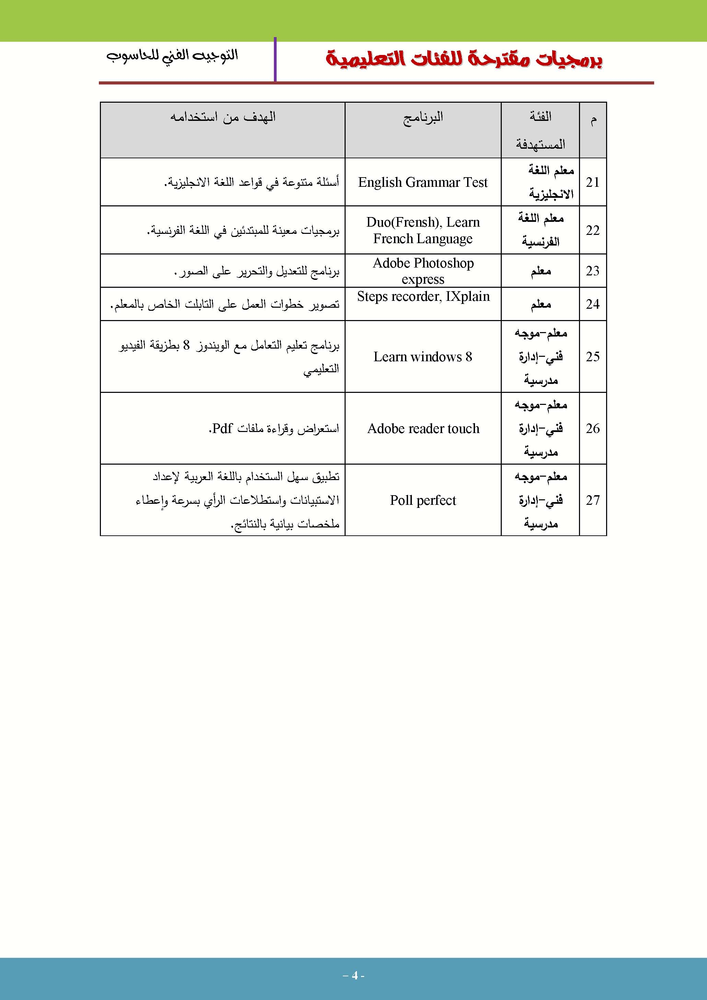 برمجيات مقترحة للفئات التعليمية
التوجيه الفني للحاسوب
م
الفئة
المستهدفة
البرنامج
الهدف من استخدامه
21
معلم اللغة
الانجليزية
English Grammar Test
أسئلة متنوعة في قواعد اللغة الانجليزية.
22
معلم اللغة
الفرنسية
Duo(Frensh), Learn
French Language
برمجيات معينة للمبتدئين في اللغة الفرنسية.
23
معلم
Adobe Photoshop
express
برنامج للتعديل والتحرير على الصور.
24
معلم
Steps recorder, IXplain
تصوير خطوات العمل على التابلت الخاص بالمعلم.
25
معلم-موجه
فني-إدارة
مدرسية
Learn windows 8
برنامج تعليم التعامل مع الويندوز 8 بطزيقة الفيديو
التعليمي
26
معلم-موجه
فني-إدارة
مدرسية
Adobe reader touch
استعراض وقراءة ملفات Pdf.
27
معلم-موجه
فني-إدارة
مدرسية
Poll perfect
تطبيق سهل الستخدام باللغة العربية لإعداد
الاستبيانات واستطلاعات الرأي بسرعة وإعطاء
ملخصات بيانية بالنتائج.
- 4 -